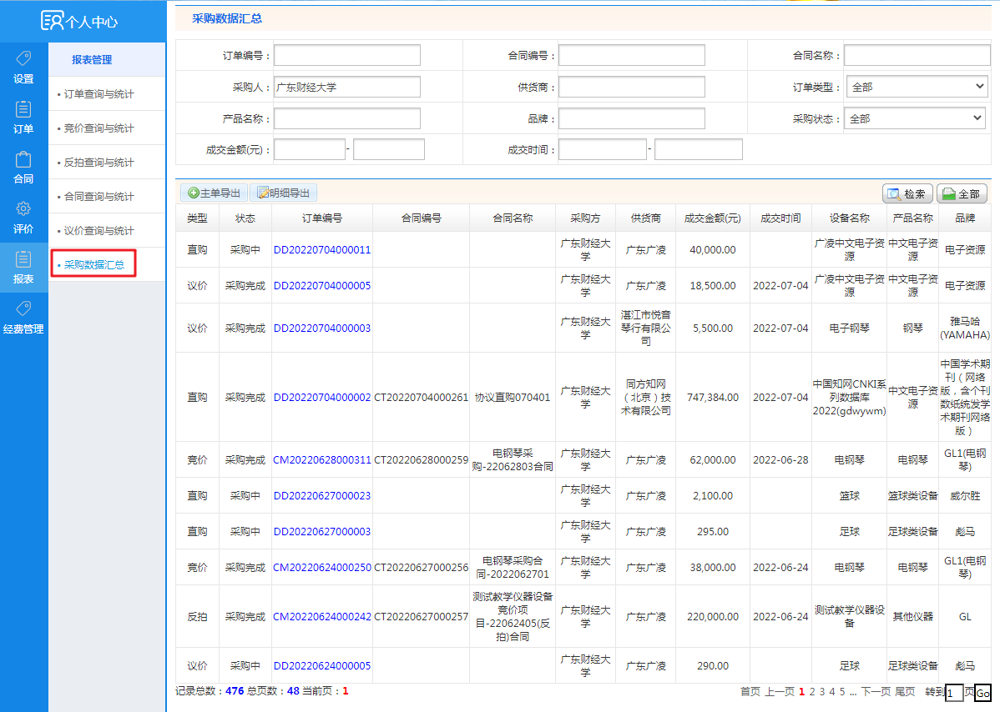 个人中心
设置
订单
合同
评价
报表
经费管理
报表管理
• 订单查询与统计
• 竞价查询与统计
• 反拍查询与统计
• 合同查询与统计
• 议价查询与统计
• 采购数据汇总
采购数据汇总
订单编号： 合同编号： 合同名称：
采购人： 广东财经大学 供货商： 订单类型： 全部
产品名称： 品牌： 采购状态： 全部
成交金额(元)： - 成交时间： -
主单导出 明细导出 检索 全部
类型 状态 订单编号 合同编号 合同名称 采购方 供货商 成交金额(元) 成交时间 设备名称 产品名称 品牌
直购 采购中 DD20220704000011 广东财经大学 广东广凌 40,000.00 广凌中文电子资源 中文电子资源 电子资源
议价 采购完成 DD20220704000005 广东财经大学 广东广凌 18,500.00 2022-07-04 广凌中文电子资源 中文电子资源 电子资源
议价 采购完成 DD20220704000003 广东财经大学 湛江市悦音琴行有限公司 5,500.00 2022-07-04 电子钢琴 钢琴 雅马哈(YAMAHA)
直购 采购完成 DD20220704000002 CT20220704000261 协议直购070401 广东财经大学 同方知网（北京）技术有限公司 747,384.00 2022-07-04 中国知网CNKI系列数据库2022(gdwywm) 中文电子资源 中国学术期刊（网络版，含个刊数纸统发学术期刊网络版）
竞价 采购完成 CM20220628000311 CT20220628000259 电钢琴采购-22062803合同 广东财经大学 广东广凌 62,000.00 2022-06-28 电钢琴 电钢琴 GL1(电钢琴)
直购 采购中 DD20220627000023 广东财经大学 广东广凌 2,100.00 篮球 篮球类设备 威尔胜
直购 采购中 DD20220627000003 广东财经大学 广东广凌 295.00 足球 足球类设备 彪马
竞价 采购完成 CM20220624000250 CT20220627000256 电钢琴采购合同-2022062701 广东财经大学 广东广凌 38,000.00 2022-06-24 电钢琴 电钢琴 GL1(电钢琴)
反拍 采购完成 CM20220624000242 CT20220627000257 测试教学仪器设备竞价项目-22062405(反拍)合同 广东财经大学 广东广凌 220,000.00 2022-06-24 测试教学仪器设备 其他仪器 GL
议价 采购中 DD20220624000005 广东财经大学 广东广凌 290.00 足球 足球类设备 彪马
记录总数：476 总页数：48 当前页：1 首页 上一页 1 2 3 4 5 ... 下一页 尾页 转到 1 页 Go